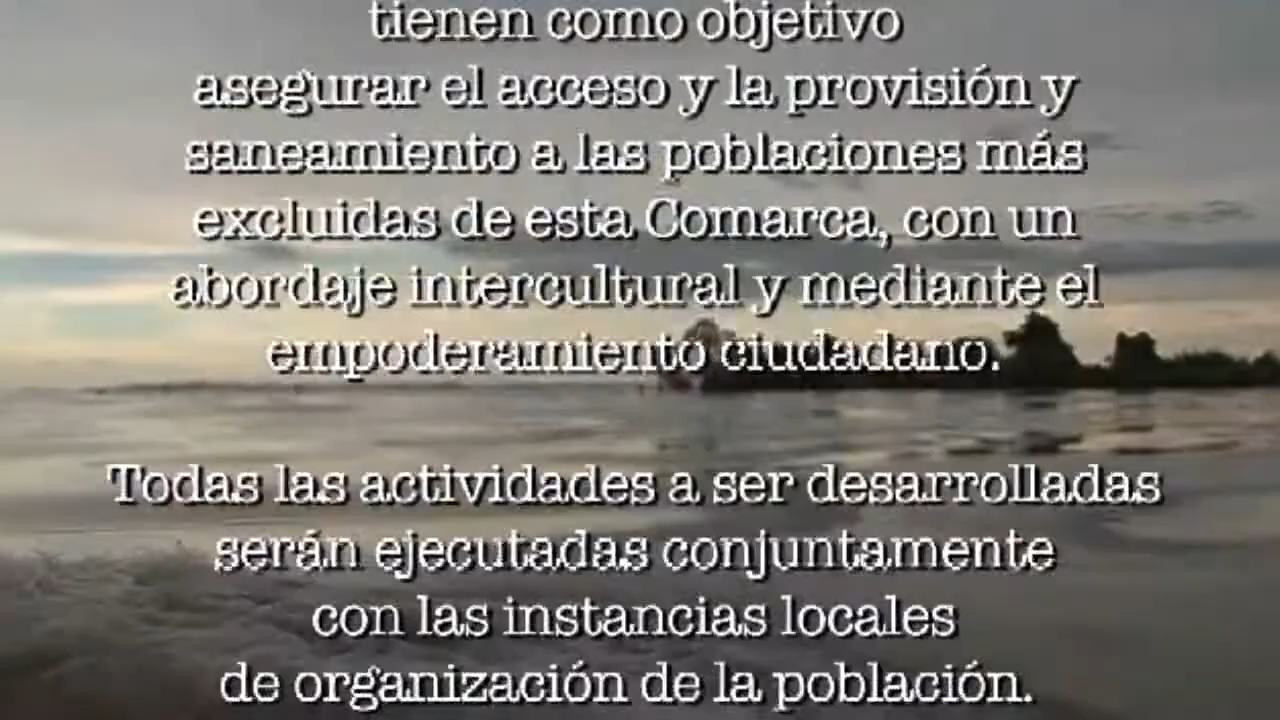 tienen como objetivo
asegurar el acceso y la provisión y
saneamiento a las poblaciones más
excluidas de esta Comarca, con un
abordaje intercultural y mediante el
empoderamiento ciudadano.
Todas las actividades a ser desarrolladas
serán ejecutadas conjuntamente
con las instancias locales
de organización de la población.